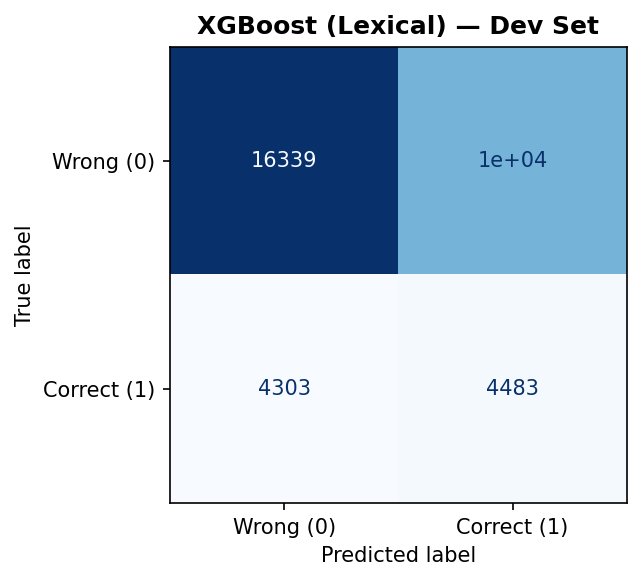 XGBoost (Lexical) — Dev Set
Wrong (0)
16339
1e+04
True label
Correct (1)
4303
4483
Wrong (0)
Correct (1)
Predicted label